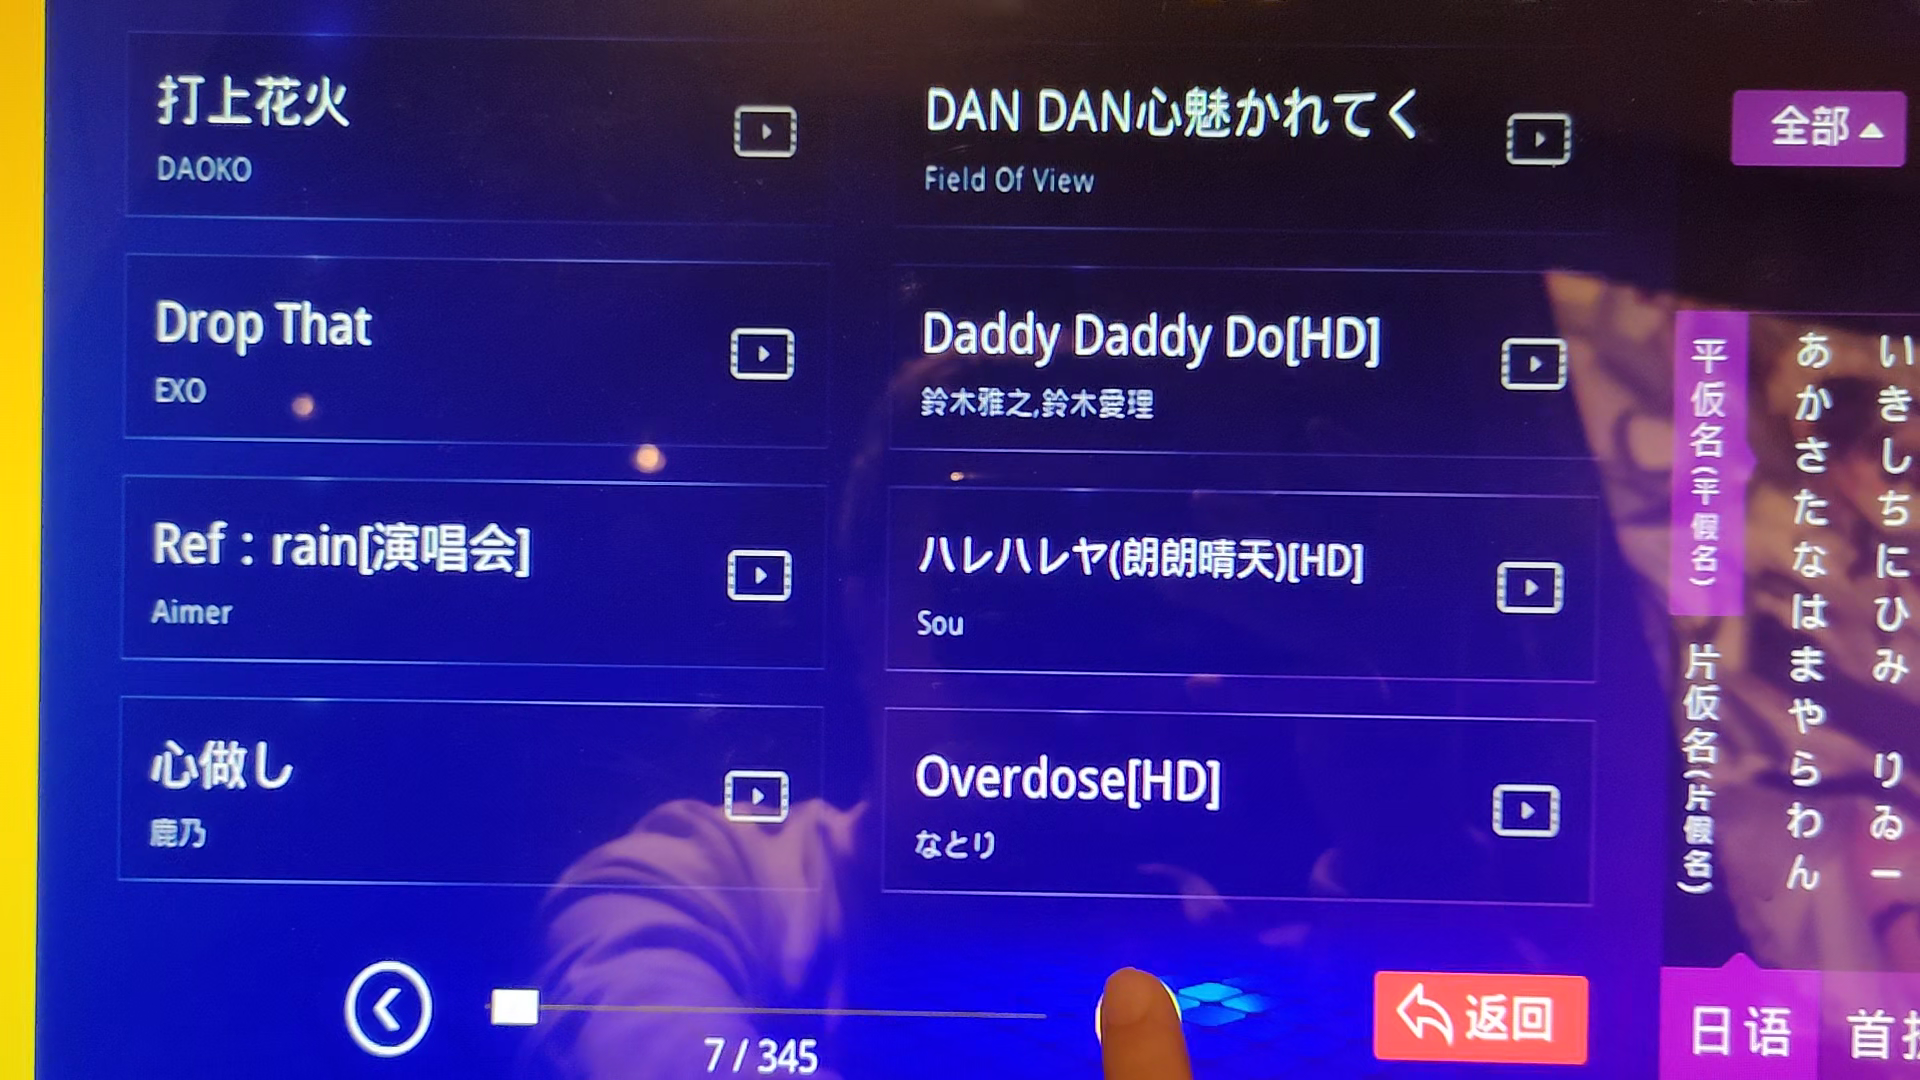 打上花火
DAOKO
DAN DAN心魅かれてく
Field Of View
Drop That
EXO
Daddy Daddy Do[HD]
鈴木雅之,鈴木愛理
Ref：rain[演唱会]
Aimer
ハレハレヤ(朗朗晴天)[HD]
Sou
心做し
鹿乃
Overdose[HD]
なとり
7 / 345
返回
全部
平仮名(平假名)
片仮名(片假名)
あかさたなはまやらわん
いきしちにひみ りゐー
日语
首